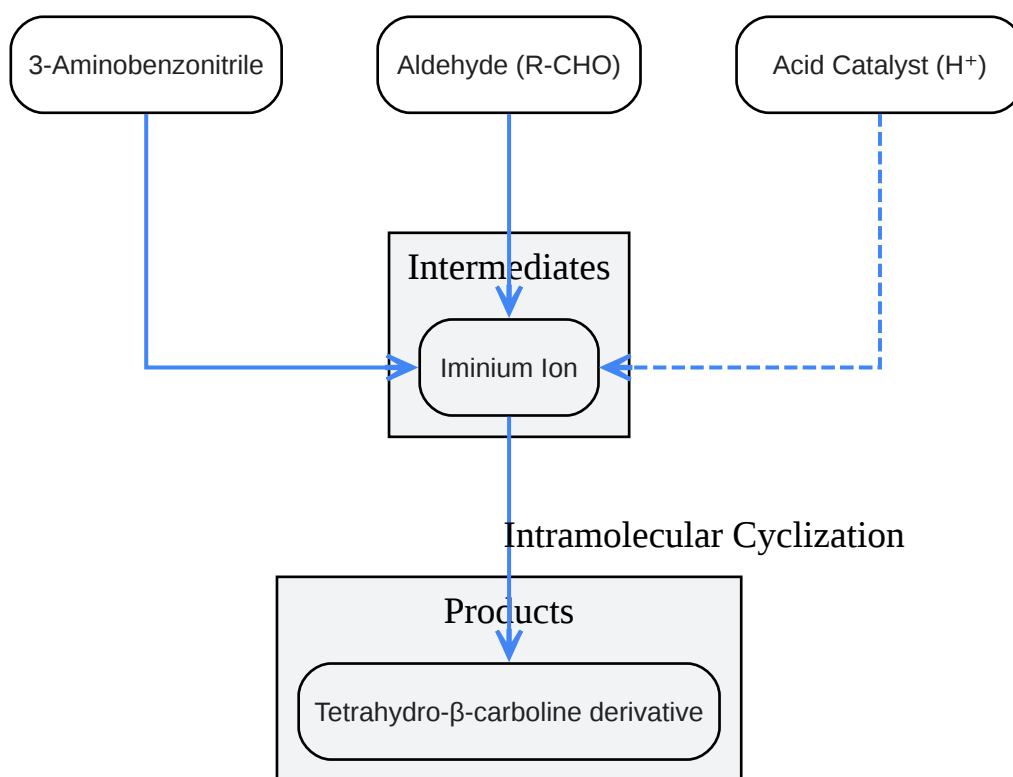 3-Aminobenzonitrile
Aldehyde (R-CHO)
Acid Catalyst (H⁺)
Intermediates
Iminium Ion
Intramolecular Cyclization
Products
Tetrahydro-β-carboline derivative